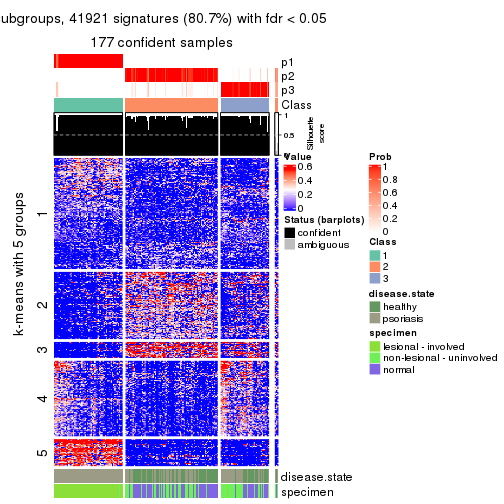 ubgroups, 41921 signatures (80.7%) with fdr < 0.05
177 confident samples
p1
p2
p3
Class
1
0.5
0
Silhouette
score
k-means with 5 groups
1
2
3
4
5
disease.state
specimen
Value
0.6
0.4
0.2
0
Status (barplots)
confident
ambiguous
Prob
1
0.8
0.6
0.4
0.2
0
Class
1
2
3
disease.state
healthy
psoriasis
specimen
lesional - involved
non-lesional - uninvolved
normal